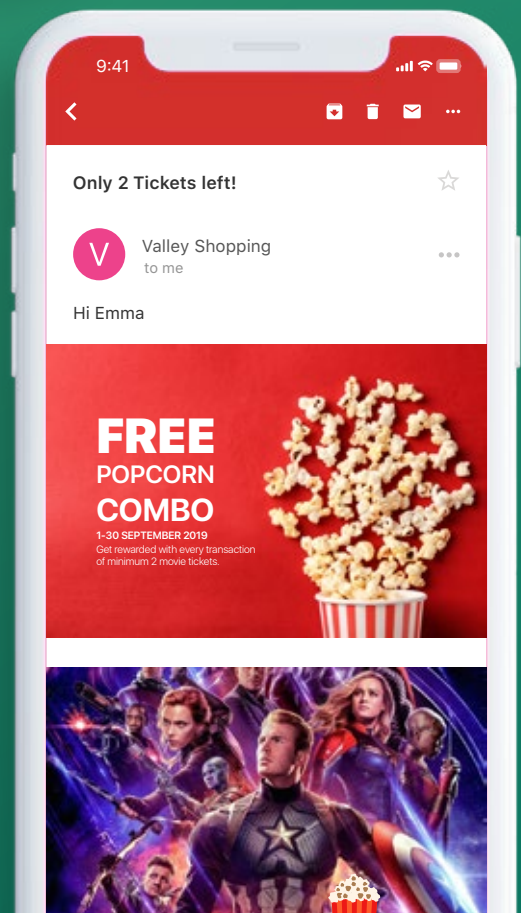 9:41
Only 2 Tickets left!
V
Valley Shopping
to me
Hi Emma
FREE
POPCORN
COMBO
1-30 SEPTEMBER 2019
Get rewarded with every transaction
of minimum 2 movie tickets.